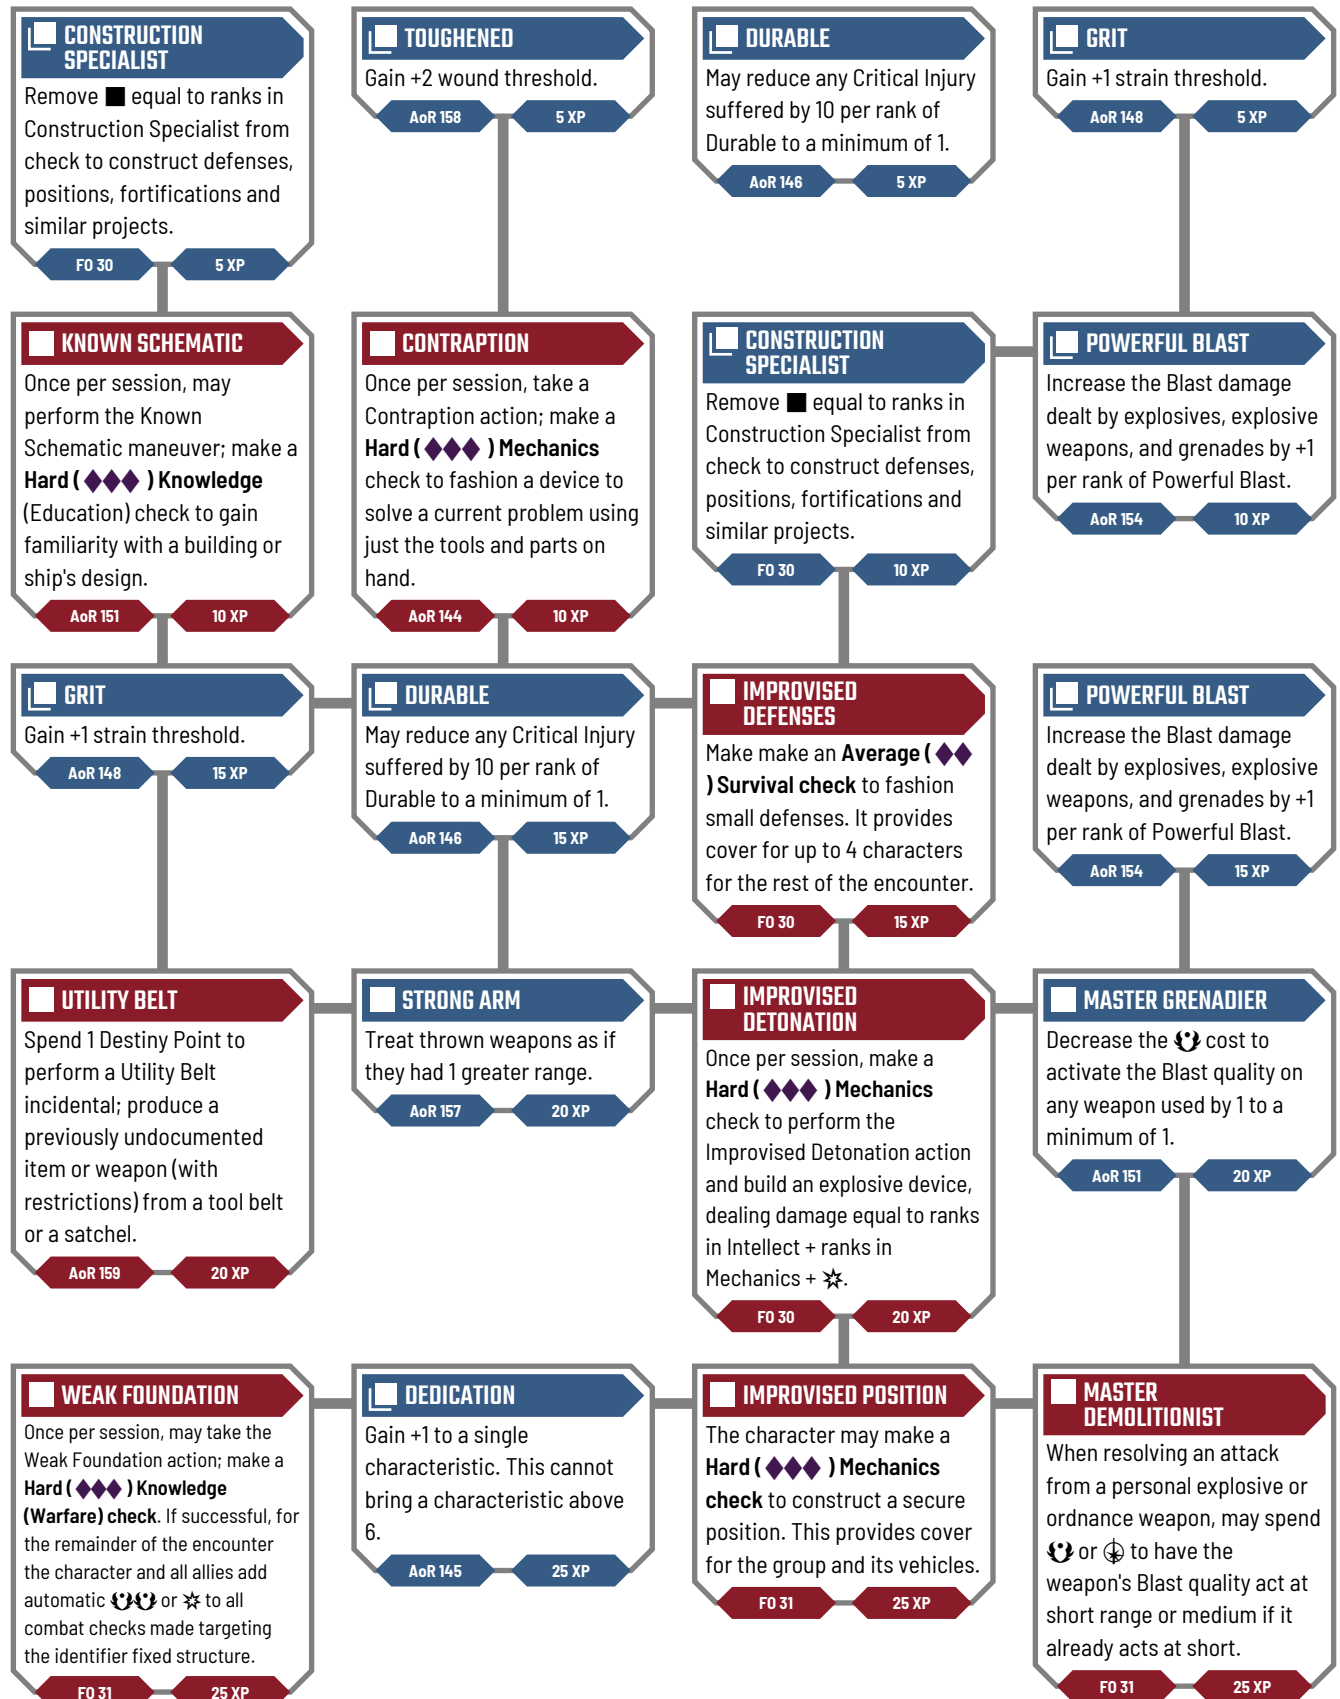 CONSTRUCTION
SPECIALIST
Remove ■ equal to ranks in
Construction Specialist from
check to construct defenses,
positions, fortifications and
similar projects.
FO 30 5 XP
TOUGHENED
Gain +2 wound threshold.
AoR 158 5 XP
DURABLE
May reduce any Critical Injury
suffered by 10 per rank of
Durable to a minimum of 1.
AoR 146 5 XP
GRIT
Gain +1 strain threshold.
AoR 148 5 XP
KNOWN SCHEMATIC
Once per session, may
perform the Known
Schematic maneuver; make a
Hard ( ◆◆◆ ) Knowledge
(Education) check to gain
familiarity with a building or
ship's design.
AoR 151 10 XP
CONTRAPTION
Once per session, take a
Contraption action; make a
Hard ( ◆◆◆ ) Mechanics
check to fashion a device to
solve a current problem using
just the tools and parts on
hand.
AoR 144 10 XP
CONSTRUCTION
SPECIALIST
Remove ■ equal to ranks in
Construction Specialist from
check to construct defenses,
positions, fortifications and
similar projects.
FO 30 10 XP
POWERFUL BLAST
Increase the Blast damage
dealt by explosives, explosive
weapons, and grenades by +1
per rank of Powerful Blast.
AoR 154 10 XP
GRIT
Gain +1 strain threshold.
AoR 148 15 XP
DURABLE
May reduce any Critical Injury
suffered by 10 per rank of
Durable to a minimum of 1.
AoR 146 15 XP
IMPROVISED
DEFENSES
Make make an Average ( ◆◆
) Survival check to fashion
small defenses. It provides
cover for up to 4 characters
for the rest of the encounter.
FO 30 15 XP
POWERFUL BLAST
Increase the Blast damage
dealt by explosives, explosive
weapons, and grenades by +1
per rank of Powerful Blast.
AoR 154 15 XP
UTILITY BELT
Spend 1 Destiny Point to
perform a Utility Belt
incidental; produce a
previously undocumented
item or weapon (with
restrictions) from a tool belt
or a satchel.
AoR 159 20 XP
STRONG ARM
Treat thrown weapons as if
they had 1 greater range.
AoR 157 20 XP
IMPROVISED
DETONATION
Once per session, make a
Hard ( ◆◆◆ ) Mechanics
check to perform the
Improvised Detonation action
and build an explosive device,
dealing damage equal to ranks
in Intellect + ranks in
Mechanics + .
FO 30 20 XP
MASTER GRENADIER
Decrease the cost to
activate the Blast quality on
any weapon used by 1 to a
minimum of 1.
AoR 151 20 XP
WEAK FOUNDATION
Once per session, may take the
Weak Foundation action; make a
Hard ( ◆◆◆ ) Knowledge
(Warfare) check. If successful, for
the remainder of the encounter
the character and all allies add
automatic or to all
combat checks made targeting
the identifier fixed structure.
FO 31 25 XP
DEDICATION
Gain +1 to a single
characteristic. This cannot
bring a characteristic above
6.
AoR 145 25 XP
IMPROVISED POSITION
The character may make a
Hard ( ◆◆◆ ) Mechanics
check to construct a secure
position. This provides cover
for the group and its vehicles.
FO 31 25 XP
MASTER
DEMOLITIONIST
When resolving an attack
from a personal explosive or
ordnance weapon, may spend
or to have the
weapon's Blast quality act at
short range or medium if it
already acts at short.
FO 31 25 XP